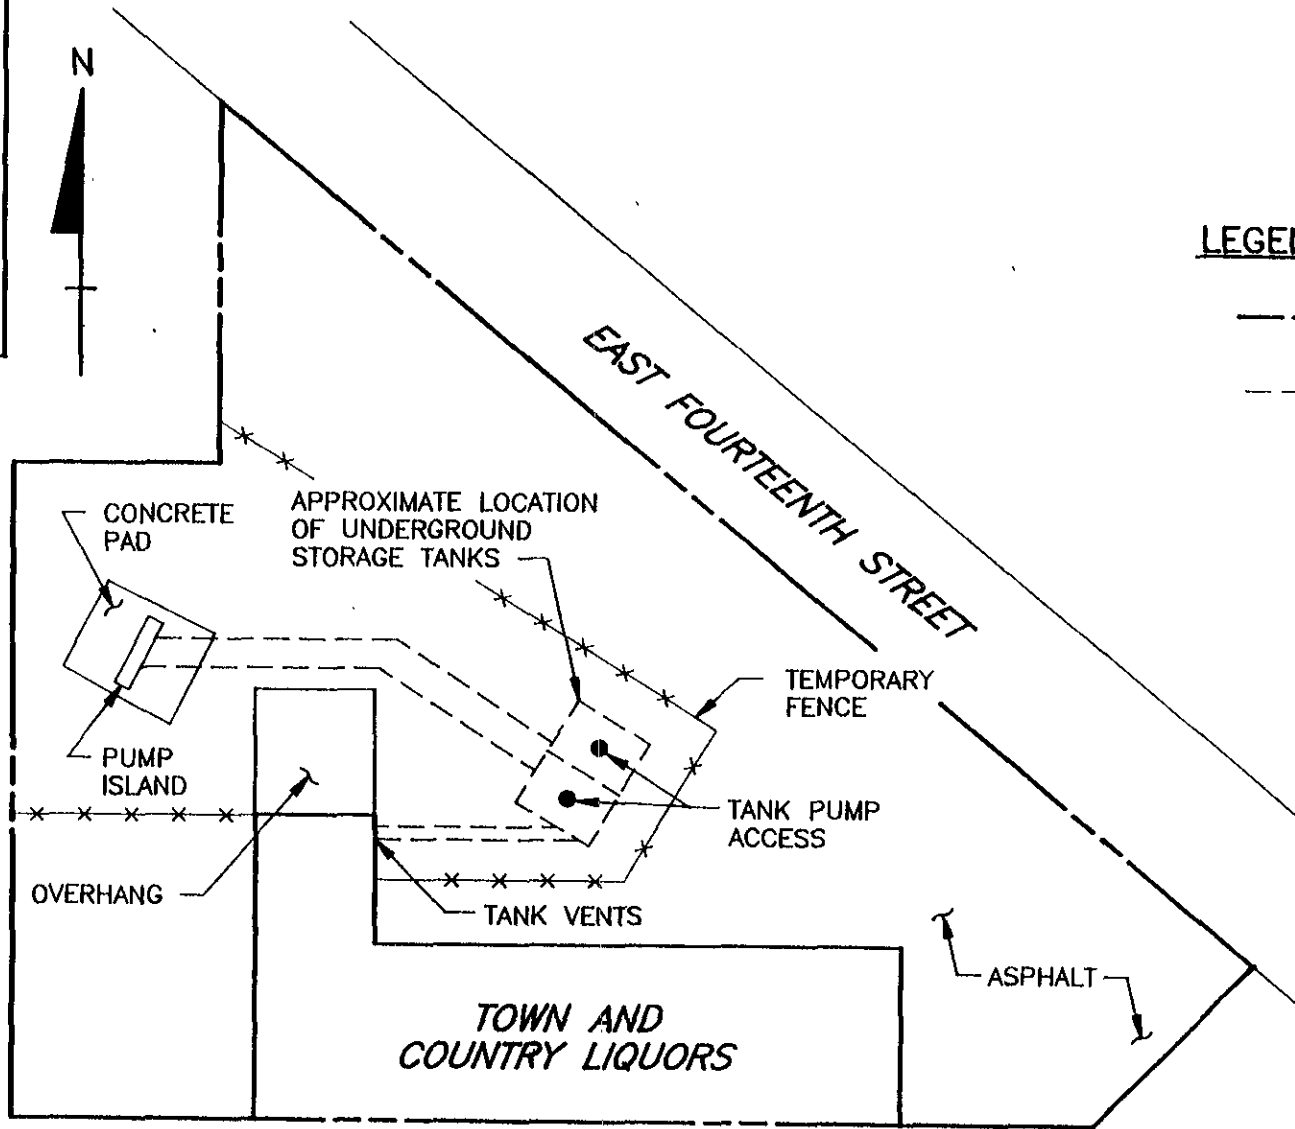 N
LEGE
EAST FOURTEENTH STREET
CONCRETE
PAD
APPROXIMATE LOCATION
OF UNDERGROUND
STORAGE TANKS
TEMPORARY
FENCE
PUMP
ISLAND
TANK PUMP
ACCESS
OVERHANG
TANK VENTS
ASPHALT
TOWN AND
COUNTRY LIQUORS